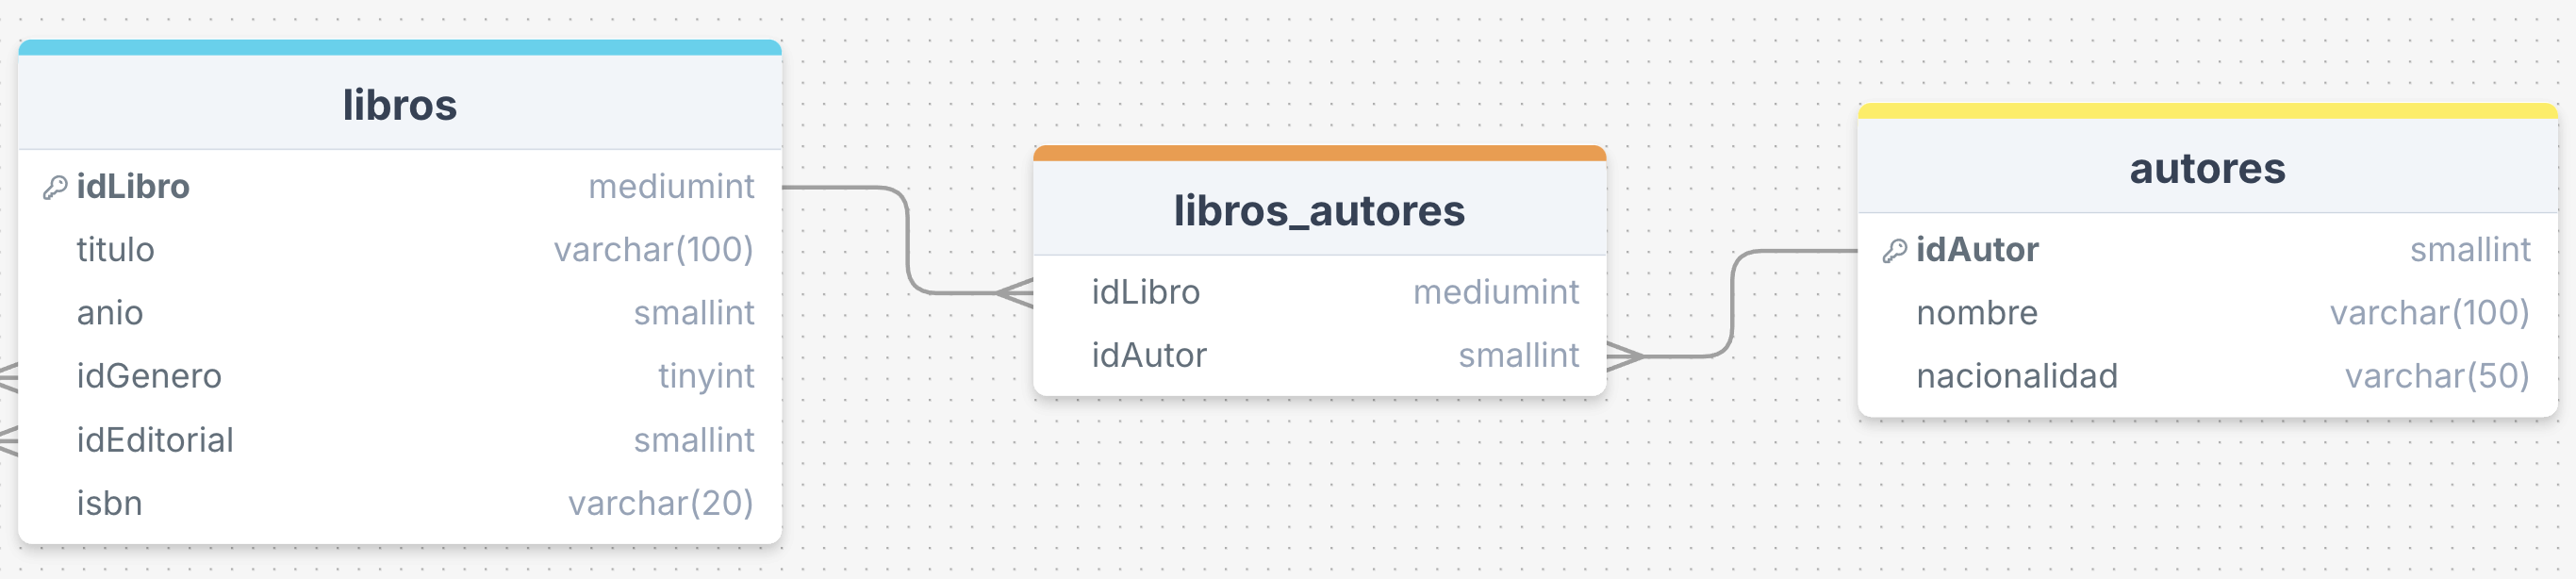 libros
idLibro mediumint
titulo varchar(100)
anio smallint
idGenero tinyint
idEditorial smallint
isbn varchar(20)
libros_autores
idLibro mediumint
idAutor smallint
autores
idAutor smallint
nombre varchar(100)
nacionalidad varchar(50)